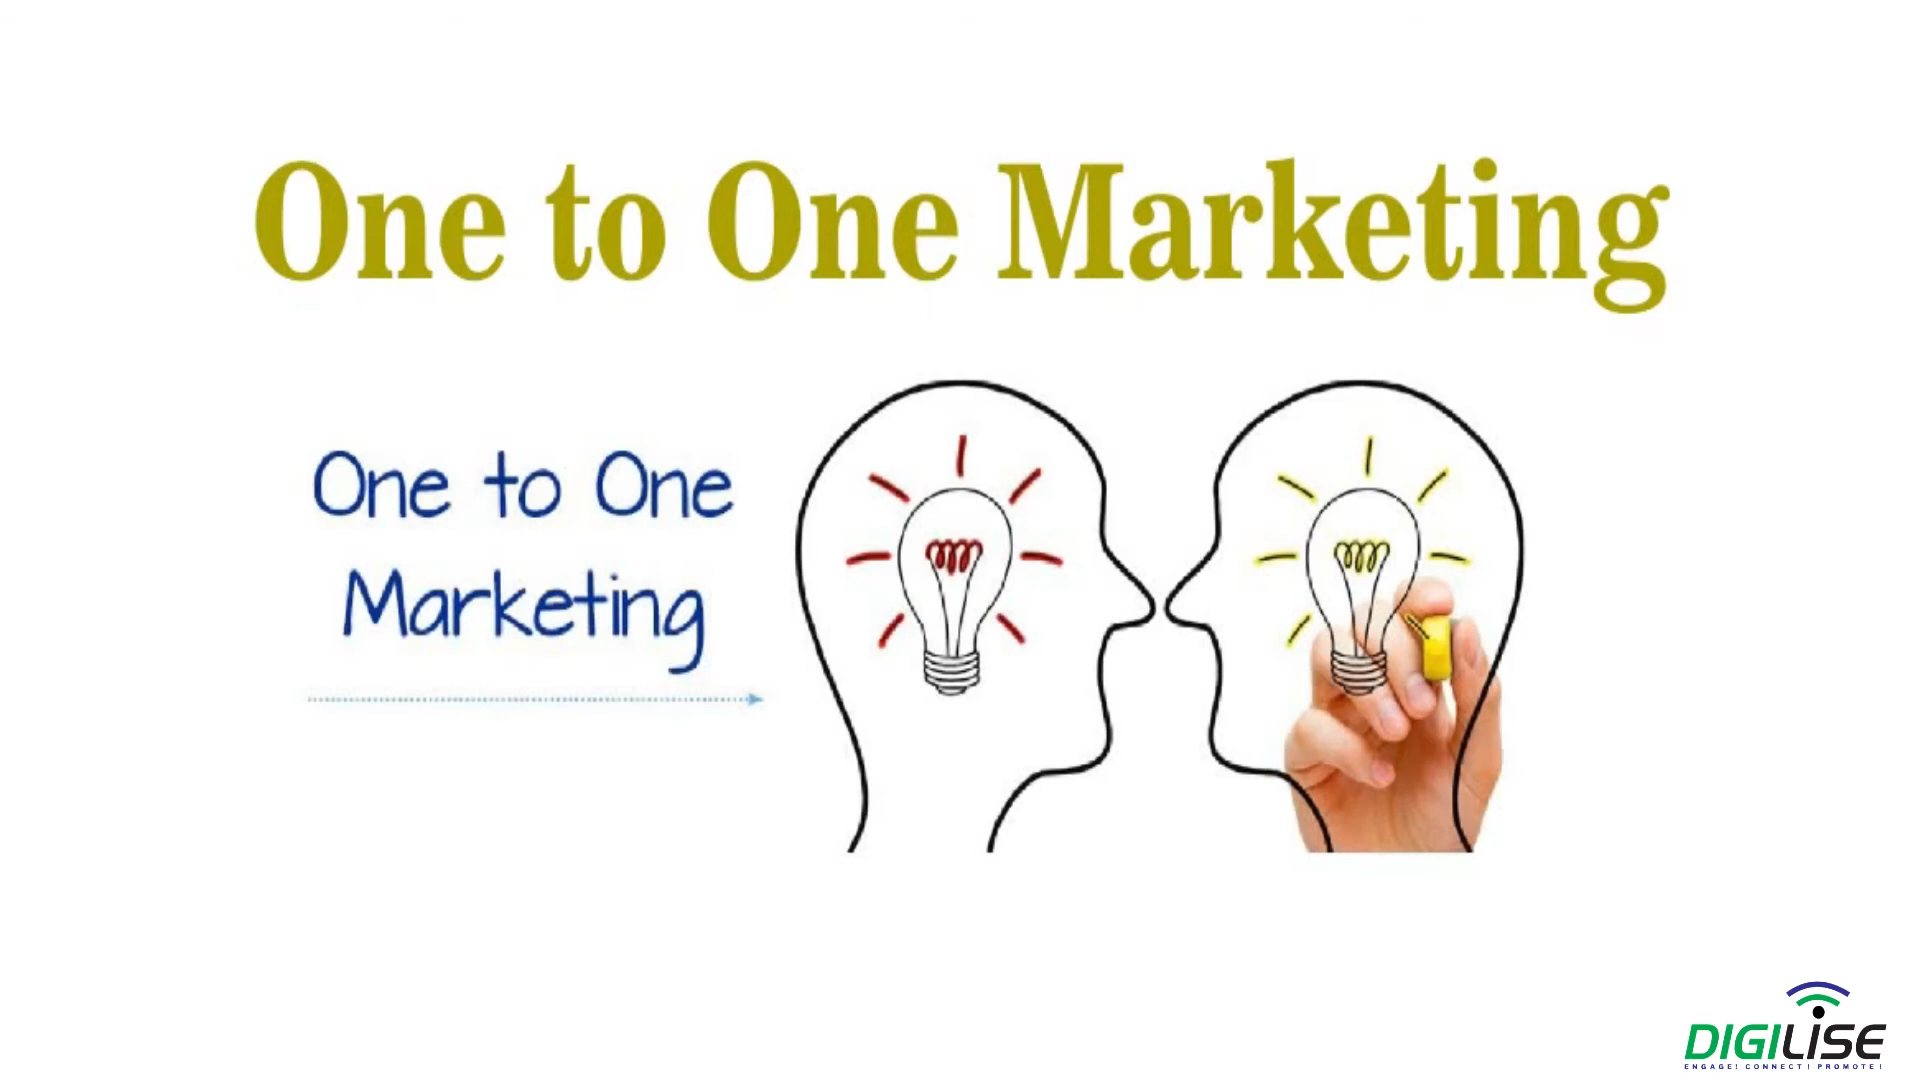 One to One Marketing
One to One
Marketing
DIGILISE
ENGAGE! CONNECT! PROMOTE!